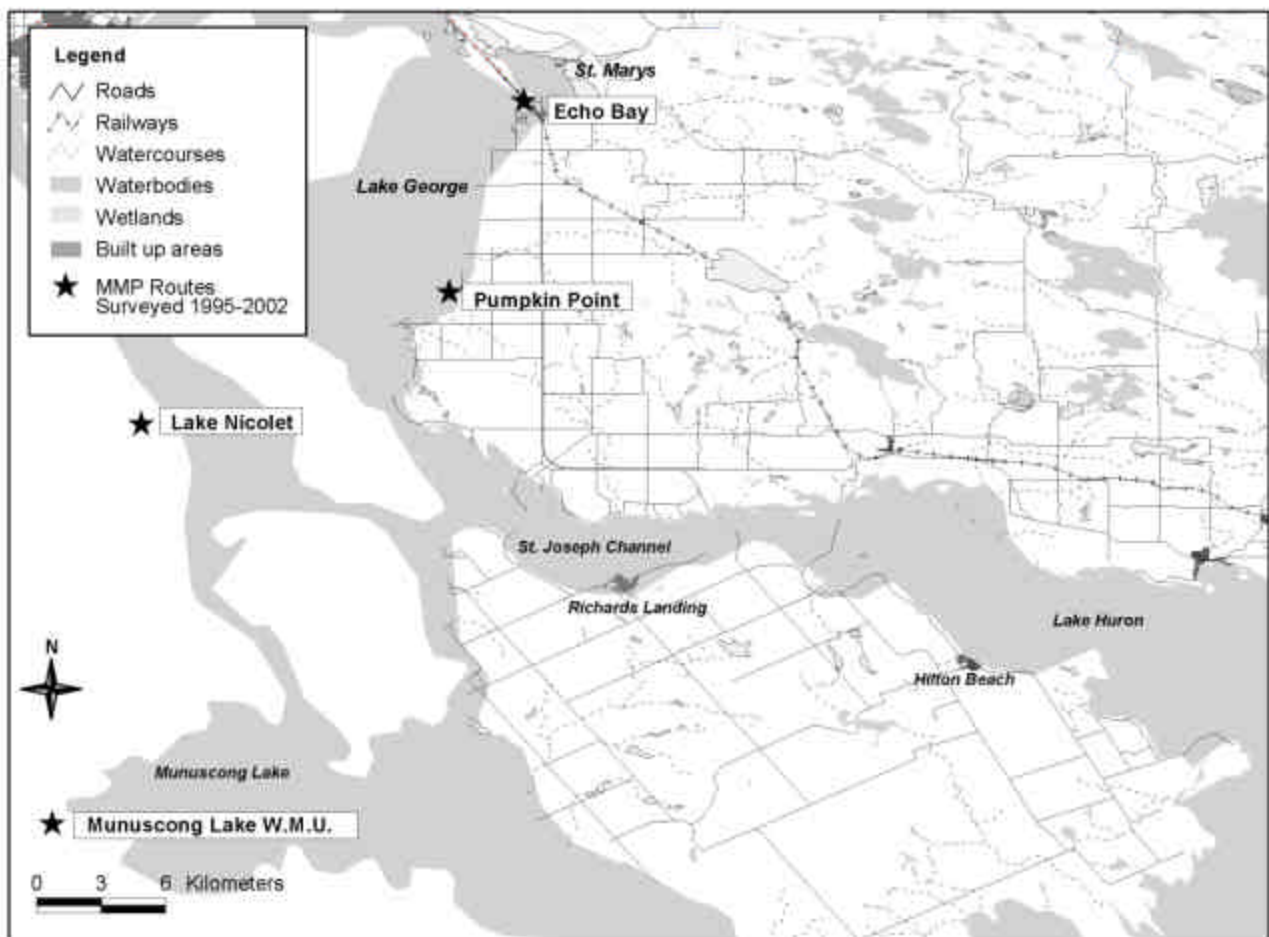 Legend
Roads
Railways
Watercourses
Waterbodies
Wetlands
Built up areas
MMP Routes
Surveyed 1995-2002
St. Marys
Echo Bay
Lake George
Pumpkin Point
Lake Nicolet
St. Joseph Channel
Richards Landing
Lake Huron
Hilton Beach
N
Munuscong Lake
Munuscong Lake W.M.U.
0 3 6 Kilometers